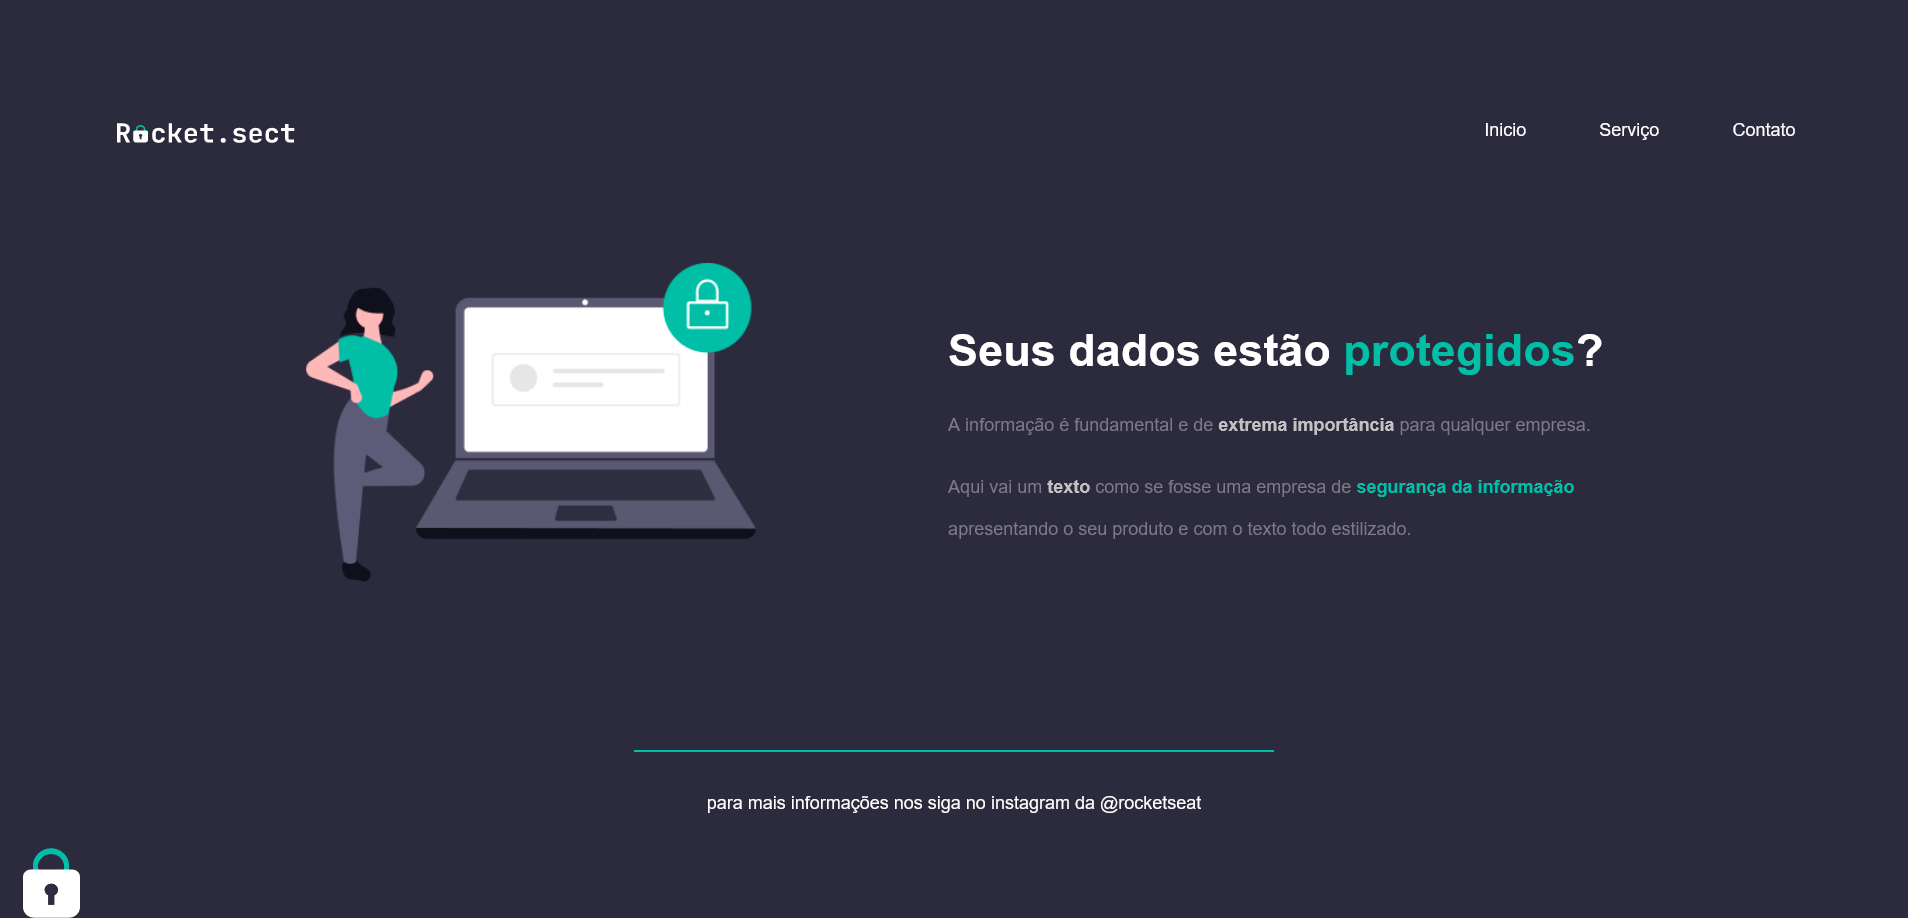 Rocket.sect
Inicio
Serviço
Contato
Seus dados estão protegidos?
A informação é fundamental e de extrema importância para qualquer empresa.
Aqui vai um texto como se fosse uma empresa de segurança da informação
apresentando o seu produto e com o texto todo estilizado.
para mais informações nos siga no instagram da @rocketseat